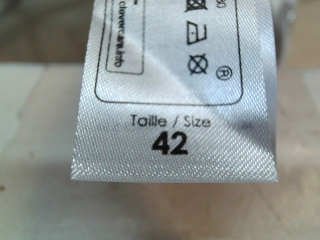 clevercare.info
®
Taille / Size
42